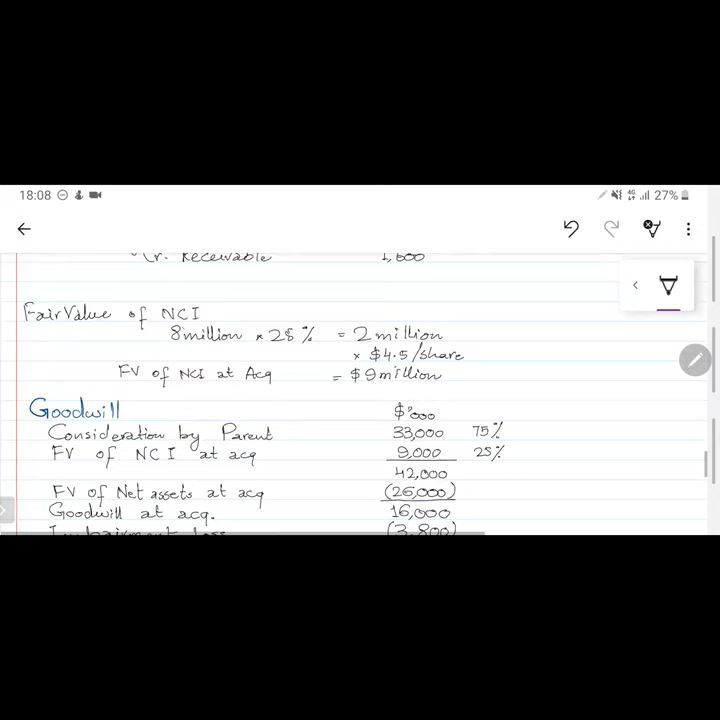 18:08 4G 27%
Cr. Receivable 1,600
Fair Value of NCI
8 million × 25 % = 2 million
× $4.5/share
FV of NCI at Acq = $9 million
Goodwill $'000
Consideration by Parent 33,000 75%
FV of NCI at acq 9,000 25%
42,000
FV of Net assets at acq (26,000)
Goodwill at acq. 16,000
Impairment Loss (3,800)